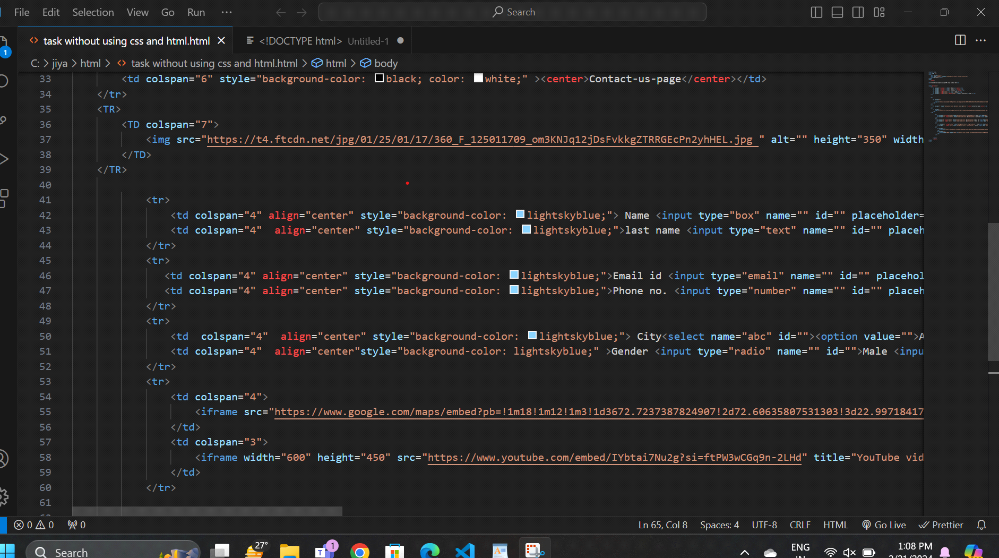 File Edit Selection View Go Run ··· Search
task without using css and html.html <!DOCTYPE html> Untitled-1
1
C: > jiya > html > task without using css and html.html > html > body
33 <td colspan="6" style="background-color: black; color: white;" ><center>Contact-us-page</center></td>
34 </tr>
35 <TR>
36 <TD colspan="7">
37 <img src="https://t4.ftcdn.net/jpg/01/25/01/17/360_F_125011709_om3KNJq12jDsFvkkgZTRRGEcPn2yhHEL.jpg " alt="" height="350" width
38 </TD>
39 </TR>
40
41 <tr>
42 <td colspan="4" align="center" style="background-color: lightskyblue;"> Name <input type="box" name="" id="" placeholder=
43 <td colspan="4"  align="center" style="background-color: lightskyblue;">last name <input type="text" name="" id="" placeh
44 </tr>
45 <tr>
46 <td colspan="4" align="center" style="background-color: lightskyblue;">Email id <input type="email" name="" id="" placehol
47 <td colspan="4" align="center" style="background-color: lightskyblue;">Phone no. <input type="number" name="" id="" placeh
48 </tr>
49 <tr>
50 <td  colspan="4"  align="center" style="background-color: lightskyblue;"> City<select name="abc" id=""><option value="">A
51 <td colspan="4"  align="center"style="background-color: lightskyblue;" >Gender <input type="radio" name="" id="">Male <inpu
52 </tr>
53 <tr>
54 <td colspan="4">
55 <iframe src="https://www.google.com/maps/embed?pb=!1m18!1m12!1m3!1d3672.7237387824907!2d72.60635807531303!3d22.99718417
56 </td>
57 <td colspan="3">
58 <iframe width="600" height="450" src="https://www.youtube.com/embed/IYbtai7Nu2g?si=ftPW3wCGq9n-2LHd" title="YouTube vid
59 </td>
60 </tr>
61
0 0 0 Ln 65, Col 8 Spaces: 4 UTF-8 CRLF HTML Go Live Prettier
Search 27° 1 ENG 1:08 PM